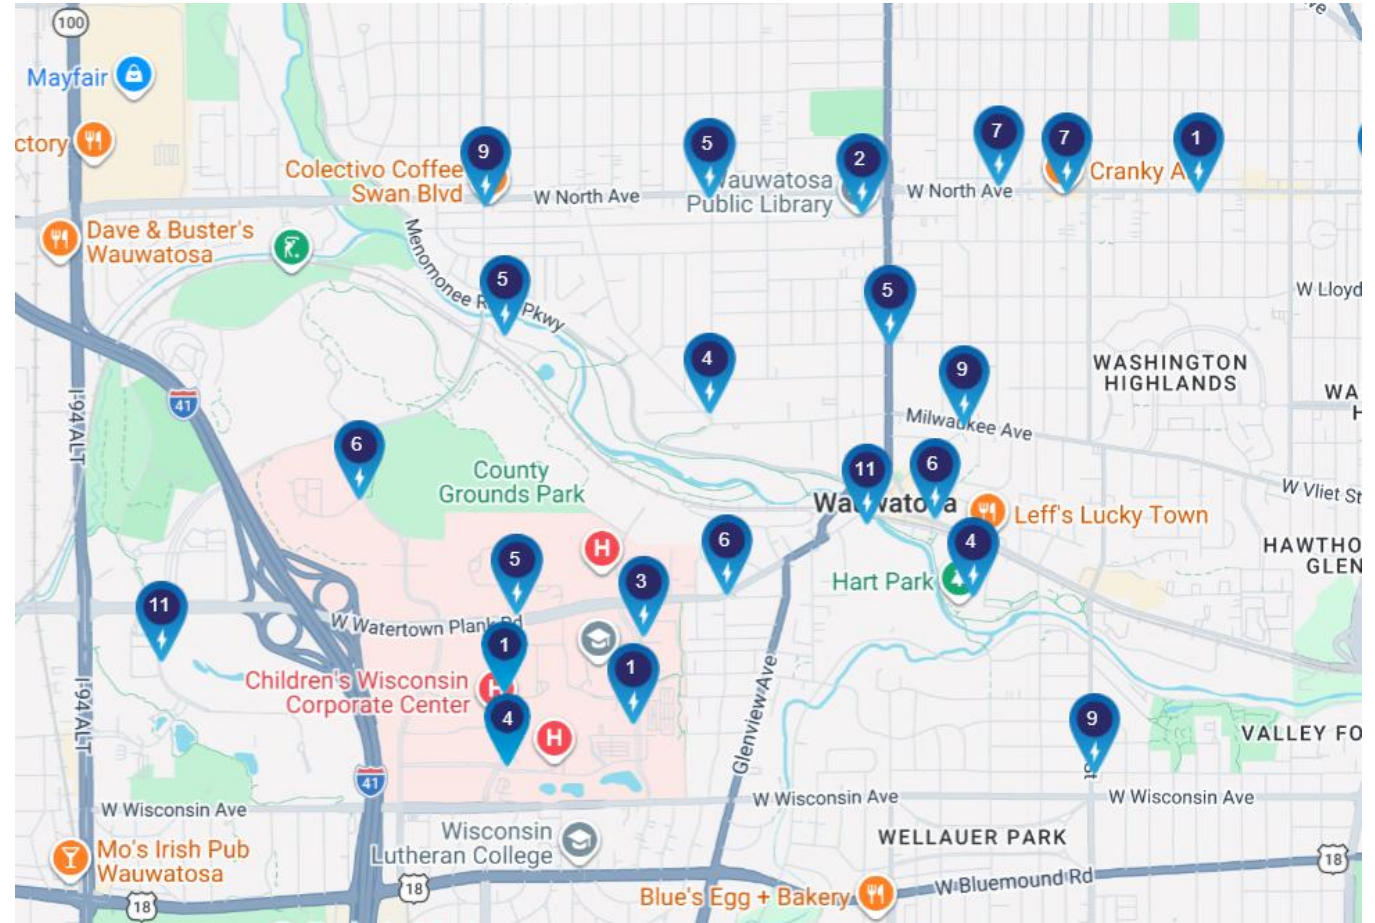 100
Mayfair
ctory
9
5
2
7
7
1
Colectivo Coffee
Swan Blvd
W North Ave
auwatosa
Public Library
W North Ave
Cranky A
Dave & Buster's
Wauwatosa
Menomonee R
Pkwy
5
5
W Lloyd
4
9
WASHINGTON
HIGHLANDS
41
I-94 ALT
Milwaukee Ave
6
County
Grounds Park
11
6
W Vliet St
Leff's Lucky Town
H
5
3
6
4
Hart Park
HAWTHO
GLEN
11
W Watertown Plank Rd
1
1
Children's Wisconsin
Corporate Center
H
4
H
I-94 ALT
Glenview Ave
9
St
VALLEY FO
41
W Wisconsin Ave
W Wisconsin Ave
W Wisconsin Ave
Wisconsin
Lutheran College
WELLAUER PARK
Mo's Irish Pub
Wauwatosa
18
18
18
Blue's Egg + Bakery
W Bluemound Rd